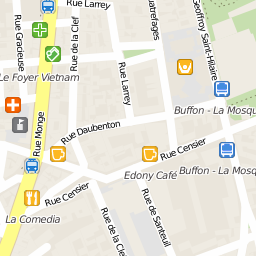 Rue Larrey
Rue Gracieuse
Rue de la Clef
Geoffroy Saint-Hilaire
Le Foyer Vietnam
Rue Larrey
Buffon - La Mosqu
Rue Daubenton
Rue Monge
Rue Censier
Edony Café
Buffon - La Mosqu
Rue Censier
La Comedia
Rue de la Cle
Rue de Santeuil